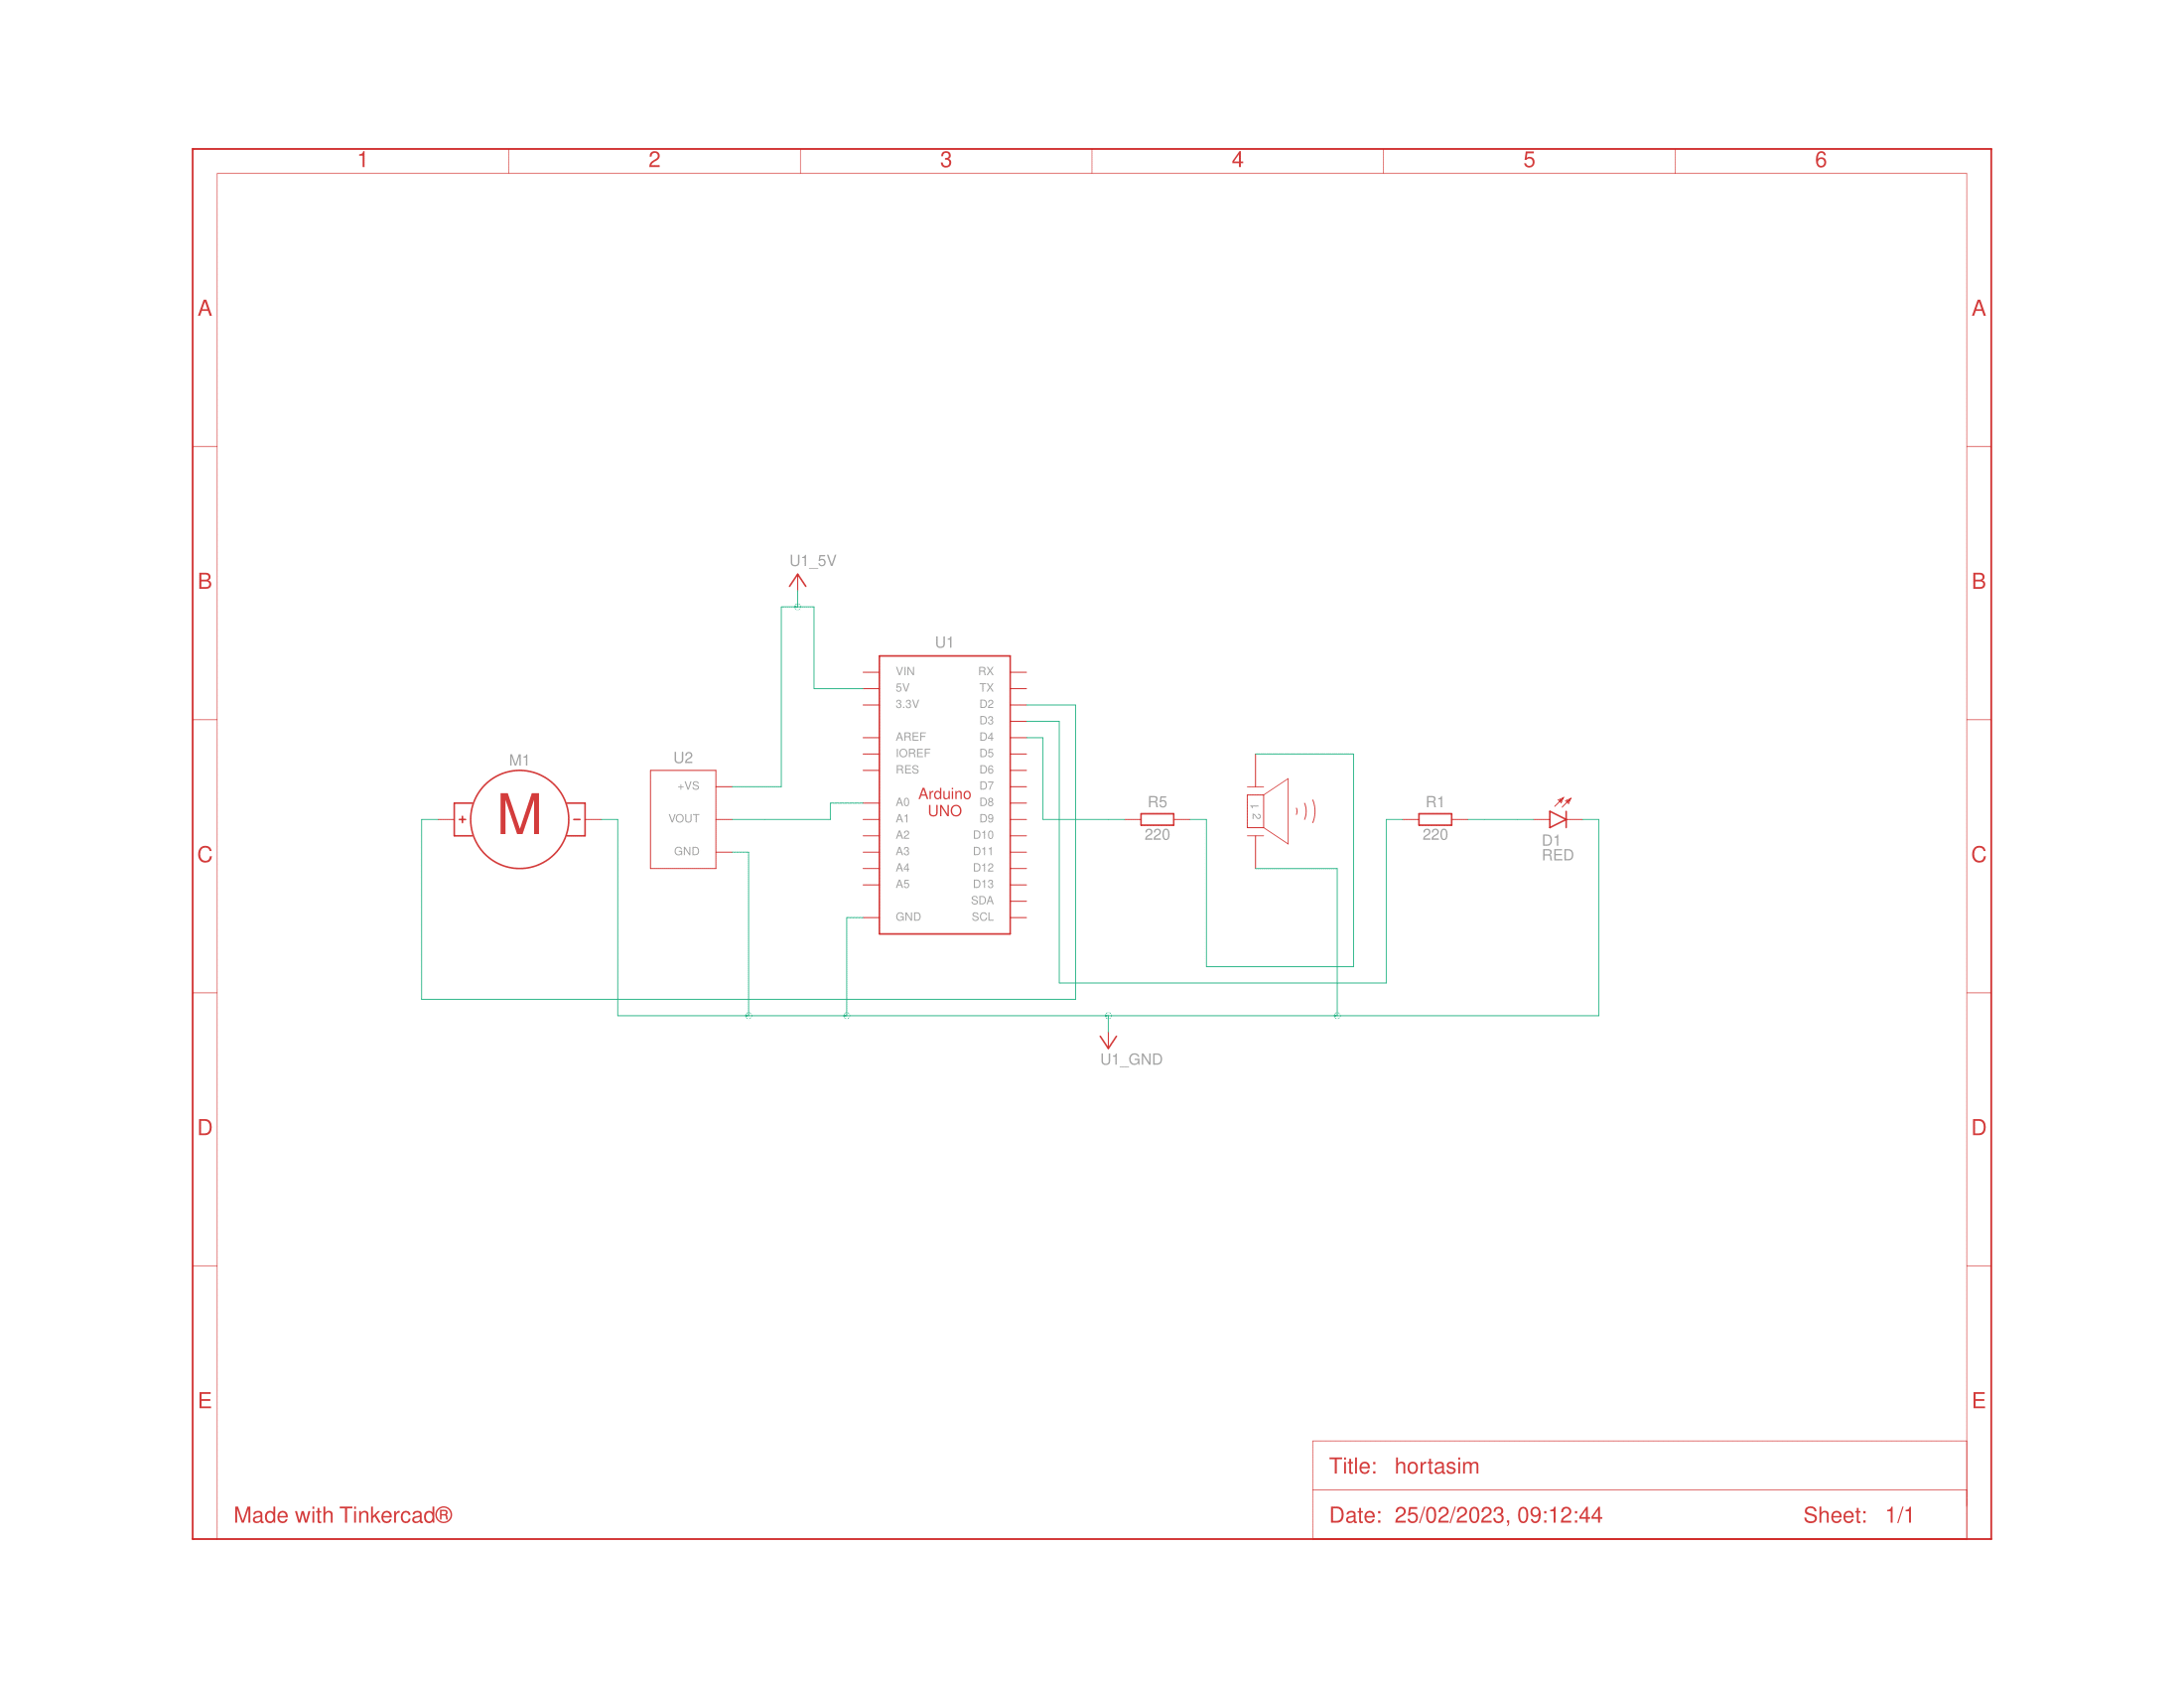 1 2 3 4 5 6
A A
U1_5V
B B
U1
VIN RX
5V TX
3.3V D2
D3
AREF D4
IOREF D5
RES D6
D7
A0 D8
A1 D9
A2 D10
A3 D11
A4 D12
A5 D13
SDA
GND SCL
Arduino
UNO
M1
M
+ -
U2
+VS
VOUT
GND
R5
220
1 2
R1
220
D1
RED
C C
U1_GND
D D
E E
Title: hortasim
Made with Tinkercad®
Date: 25/02/2023, 09:12:44 Sheet: 1/1